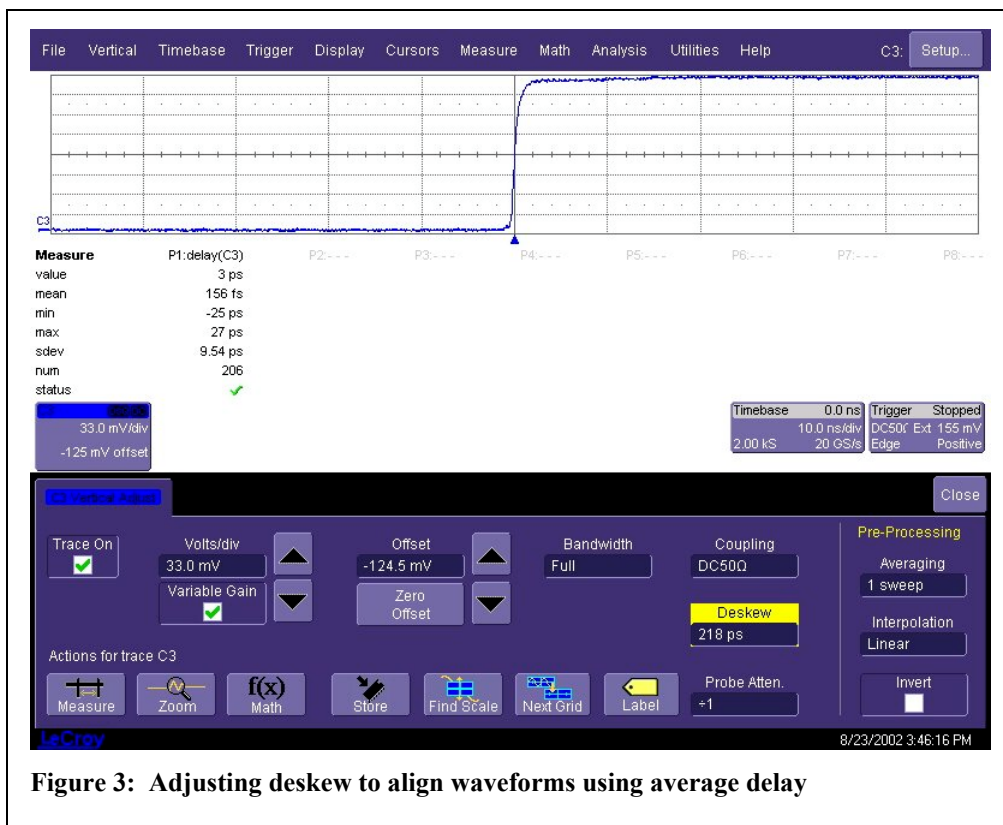 File Vertical Timebase Trigger Display Cursors Measure Math Analysis Utilities Help C3: Setup...
C3
Measure P1:delay(C3) P2:- - - P3:- - - P4:- - - P5:- - - P6:- - - P7:- - - P8:- - -
value 3 ps
mean 156 fs
min -25 ps
max 27 ps
sdev 9.54 ps
num 206
status
33.0 mV/div
-125 mV offset
Timebase 0.0 ns Trigger Stopped
10.0 ns/div DC50Γ Ext 155 mV
2.00 kS 20 GS/s Edge Positive
C3 Vertical Adjust Close
Trace On Volts/div Offset Bandwidth Coupling Pre-Processing
33.0 mV -124.5 mV Full DC50Ω Averaging
1 sweep
Variable Gain Zero Offset Deskew Interpolation
218 ps Linear
Actions for trace C3
Measure Zoom f(x) Math Store Find Scale Next Grid Label Probe Atten. Invert
÷1
LeCroy 8/23/2002 3:46:16 PM
Figure 3: Adjusting deskew to align waveforms using average delay